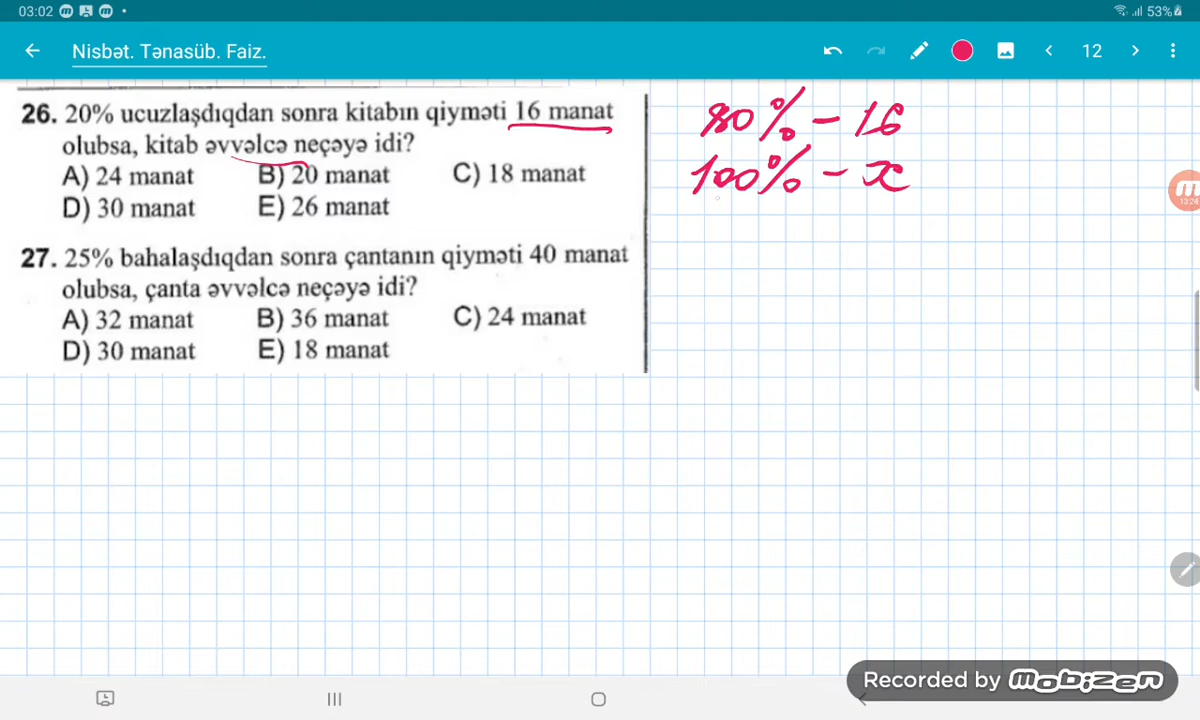 03:02
53%
Nisbət. Tənasüb. Faiz.
12
26. 20% ucuzlaşdıqdan sonra kitabın qiyməti 16 manat
olubsa, kitab əvvəlcə neçəyə idi?
A) 24 manat B) 20 manat C) 18 manat
D) 30 manat E) 26 manat
80% – 16
100% – x
13:24
27. 25% bahalaşdıqdan sonra çantanın qiyməti 40 manat
olubsa, çanta əvvəlcə neçəyə idi?
A) 32 manat B) 36 manat C) 24 manat
D) 30 manat E) 18 manat
Recorded by mobizen